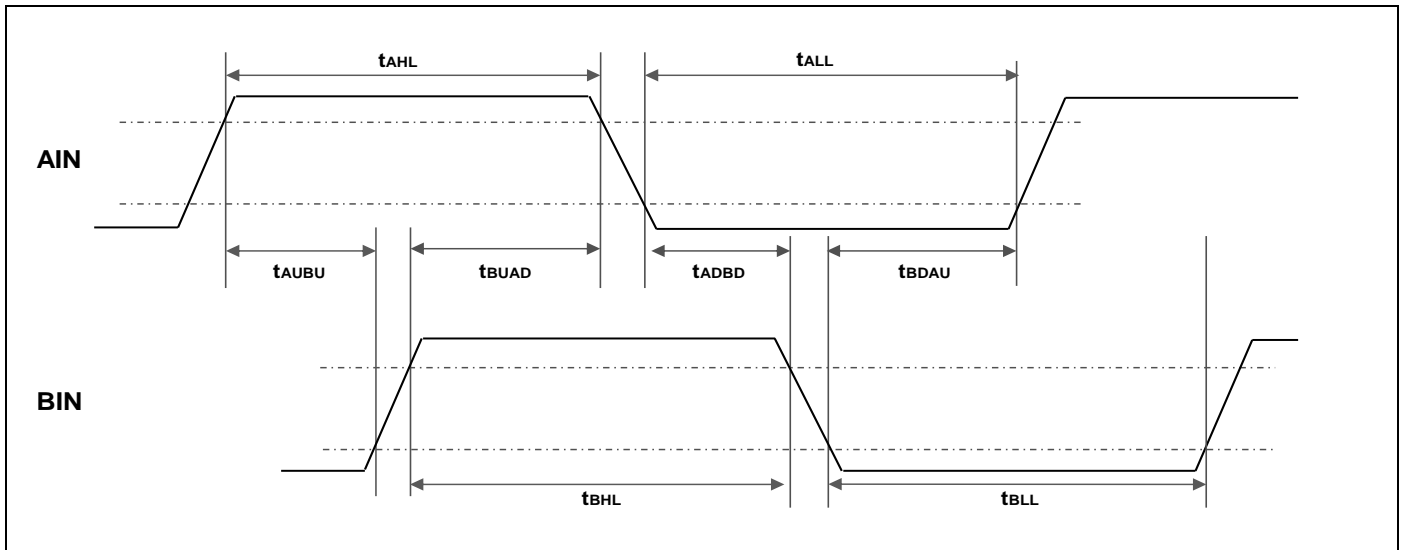 tAHL tALL
AIN
tAUBU tBUAD tADBD tBDAU
BIN
tBHL tBLL